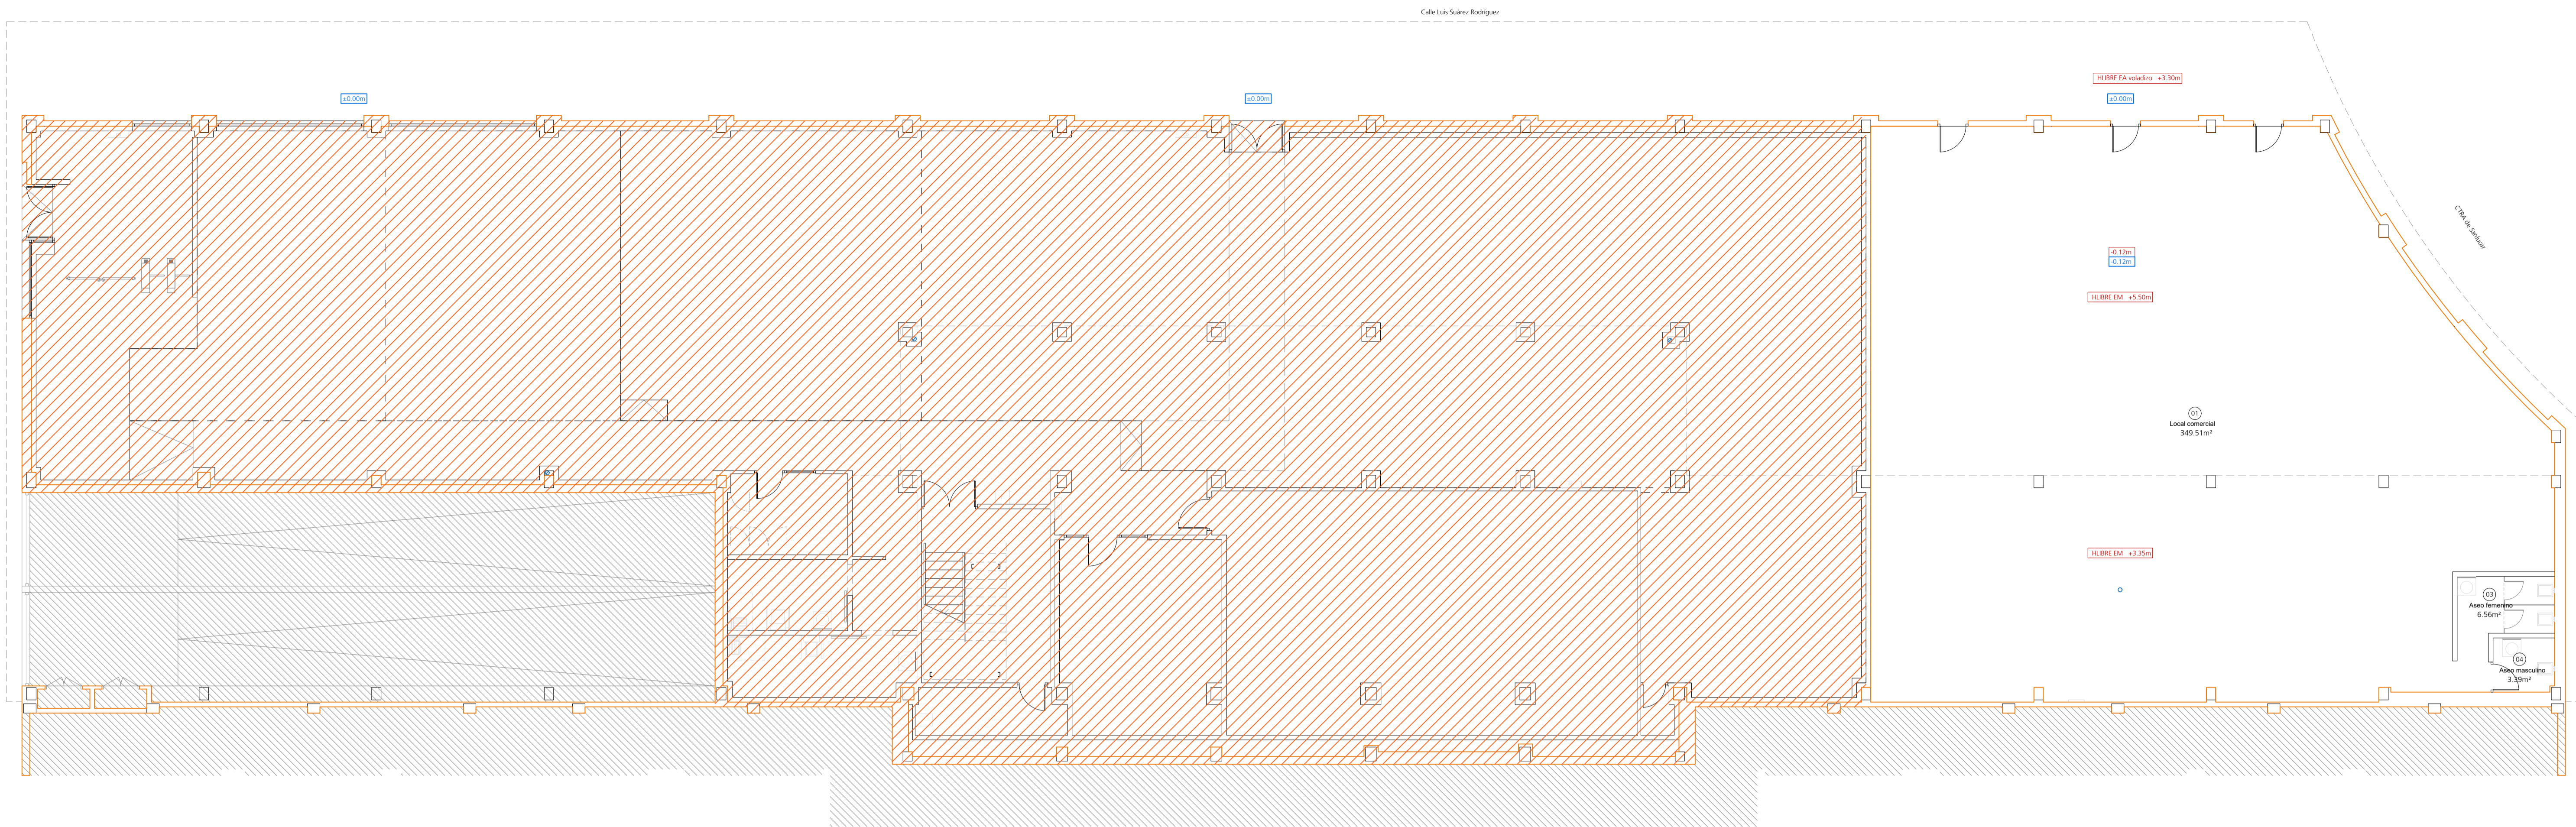 Calle Luis Suárez Rodríguez
HLIBRE EA voladizo +3.30m
±0.00m
±0.00m
±0.00m
CTRA de Sanlucar
-0.12m
-0.12m
HLIBRE EM +5.50m
01
Local comercial
349.51m²
HLIBRE EM +3.35m
03
Aseo femenino
6.56m²
04
Aseo masculino
3.39m²